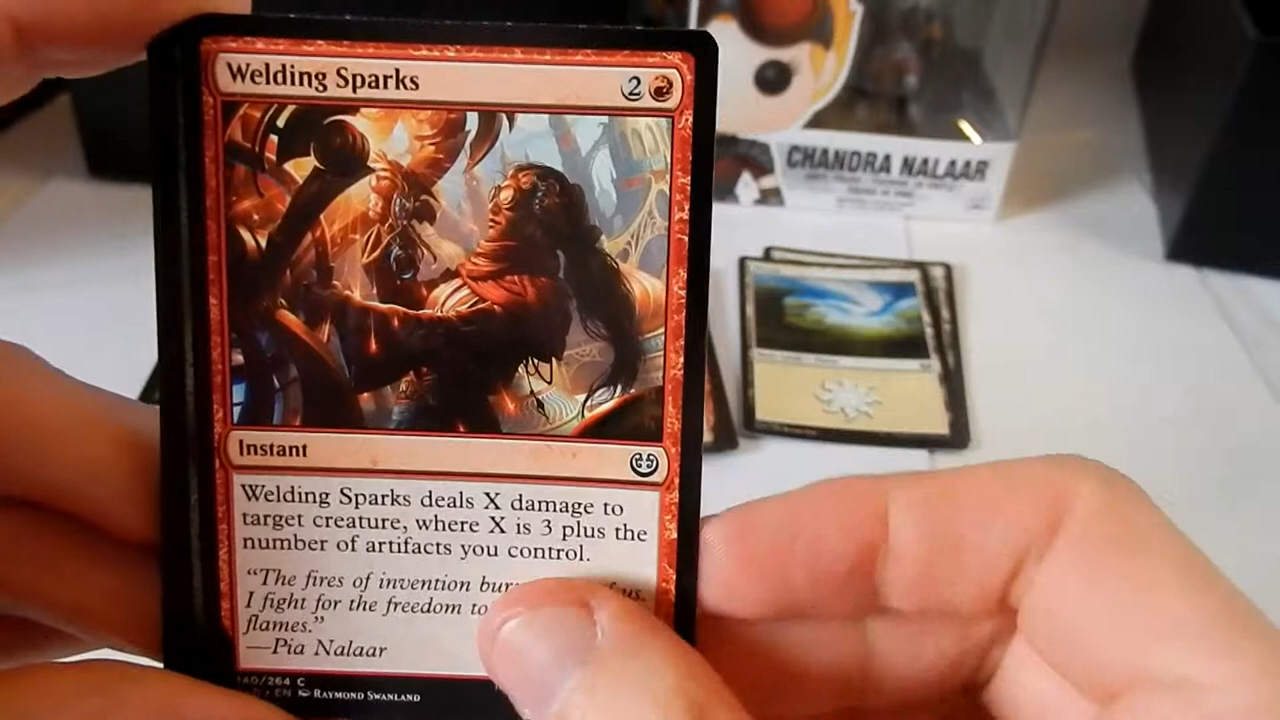 Welding Sparks
2
CHANDRA NALAAR
Instant
Welding Sparks deals X damage to
target creature, where X is 3 plus the
number of artifacts you control.
"The fires of invention us.
I fight for the freedom to
flames."
—Pia Nalaar
140/264 C
EN RAYMOND SWANLAND